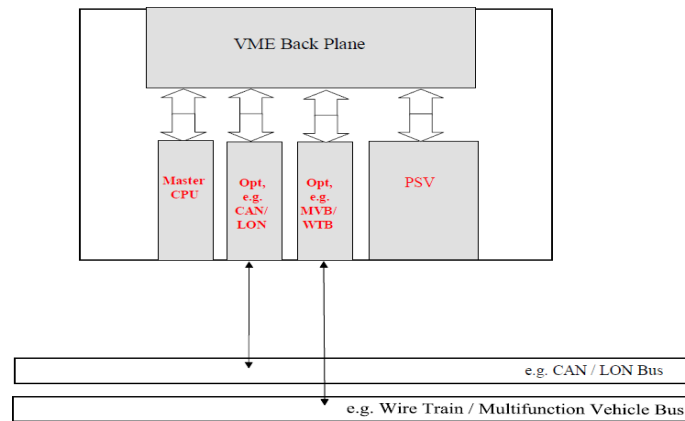 VME Back Plane
Master
CPU
Opt,
e.g.
CAN/
LON
Opt,
e.g.
MVB/
WTB
PSV
e.g. CAN / LON Bus
e.g. Wire Train / Multifunction Vehicle Bus